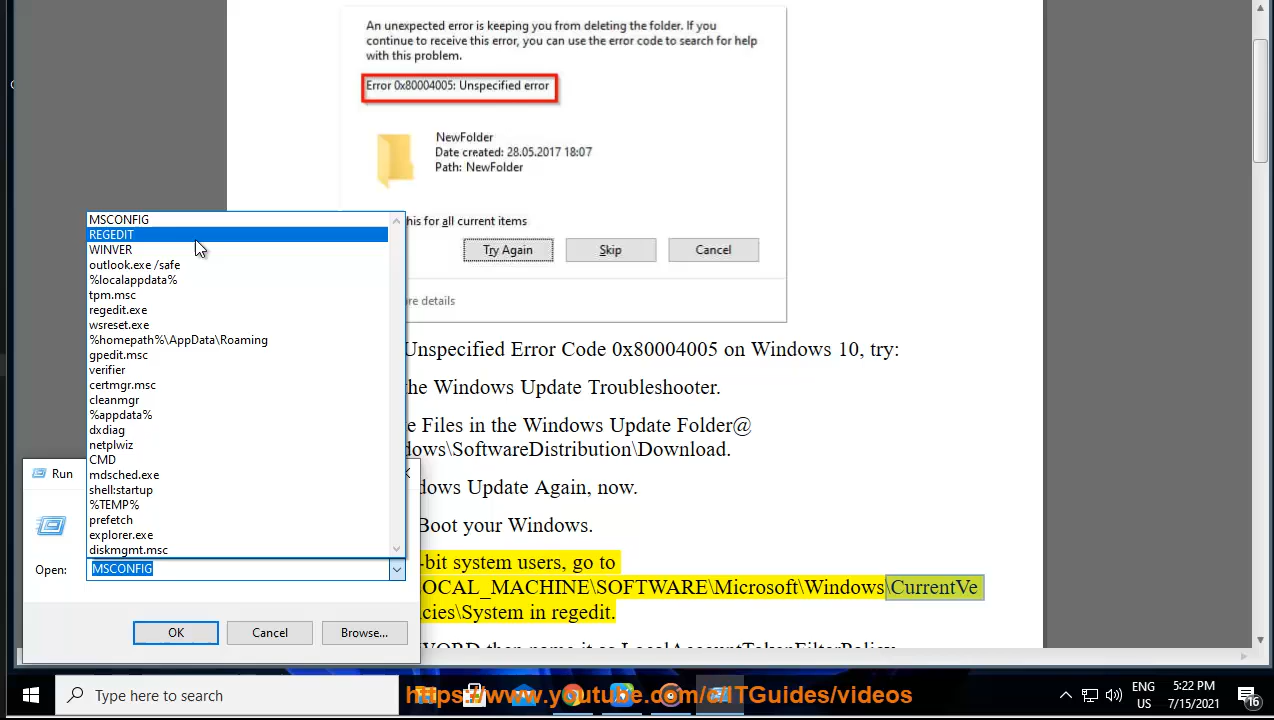 An unexpected error is keeping you from deleting the folder. If you
continue to receive this error, you can use the error code to search for help
with this problem.
Error 0x80004005: Unspecified error
NewFolder
Date created: 28.05.2017 18:07
Path: NewFolder
this for all current items
Try Again
Skip
Cancel
re details
MSCONFIG
REGEDIT
WINVER
outlook.exe /safe
%localappdata%
tpm.msc
regedit.exe
wsreset.exe
%homepath%\AppData\Roaming
gpedit.msc
verifier
certmgr.msc
cleanmgr
%appdata%
dxdiag
netplwiz
CMD
mdsched.exe
shell:startup
%TEMP%
prefetch
explorer.exe
diskmgmt.msc
Run
Open:
MSCONFIG
OK
Cancel
Browse...
Unspecified Error Code 0x80004005 on Windows 10, try:
the Windows Update Troubleshooter.
e Files in the Windows Update Folder@
dows\SoftwareDistribution\Download.
dows Update Again, now.
Boot your Windows.
-bit system users, go to
OCAL_MACHINE\SOFTWARE\Microsoft\Windows\CurrentVe
cies\System in regedit.
Type here to search
https://www.youtube.com/c/ITGuides/videos
ENG
US
5:22 PM
7/15/2021
16